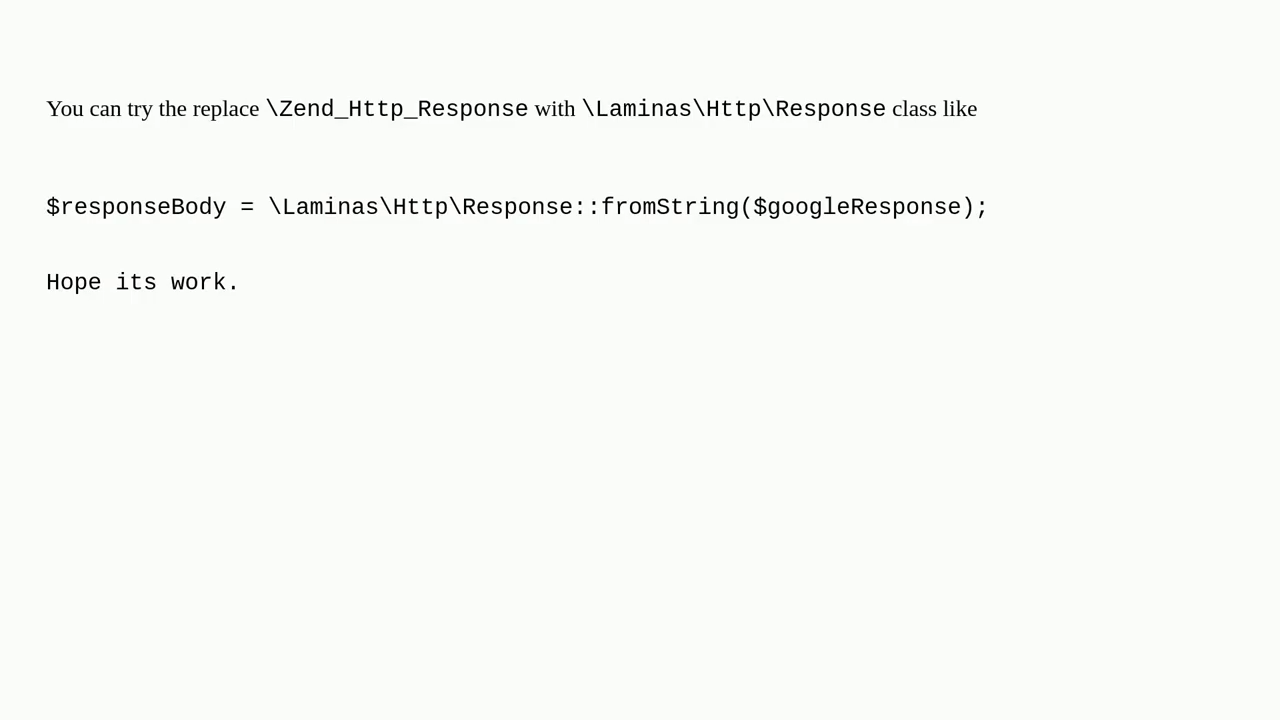 You can try the replace \Zend_Http_Response with \Laminas\Http\Response class like
$responseBody = \Laminas\Http\Response::fromString($googleResponse);
Hope its work.